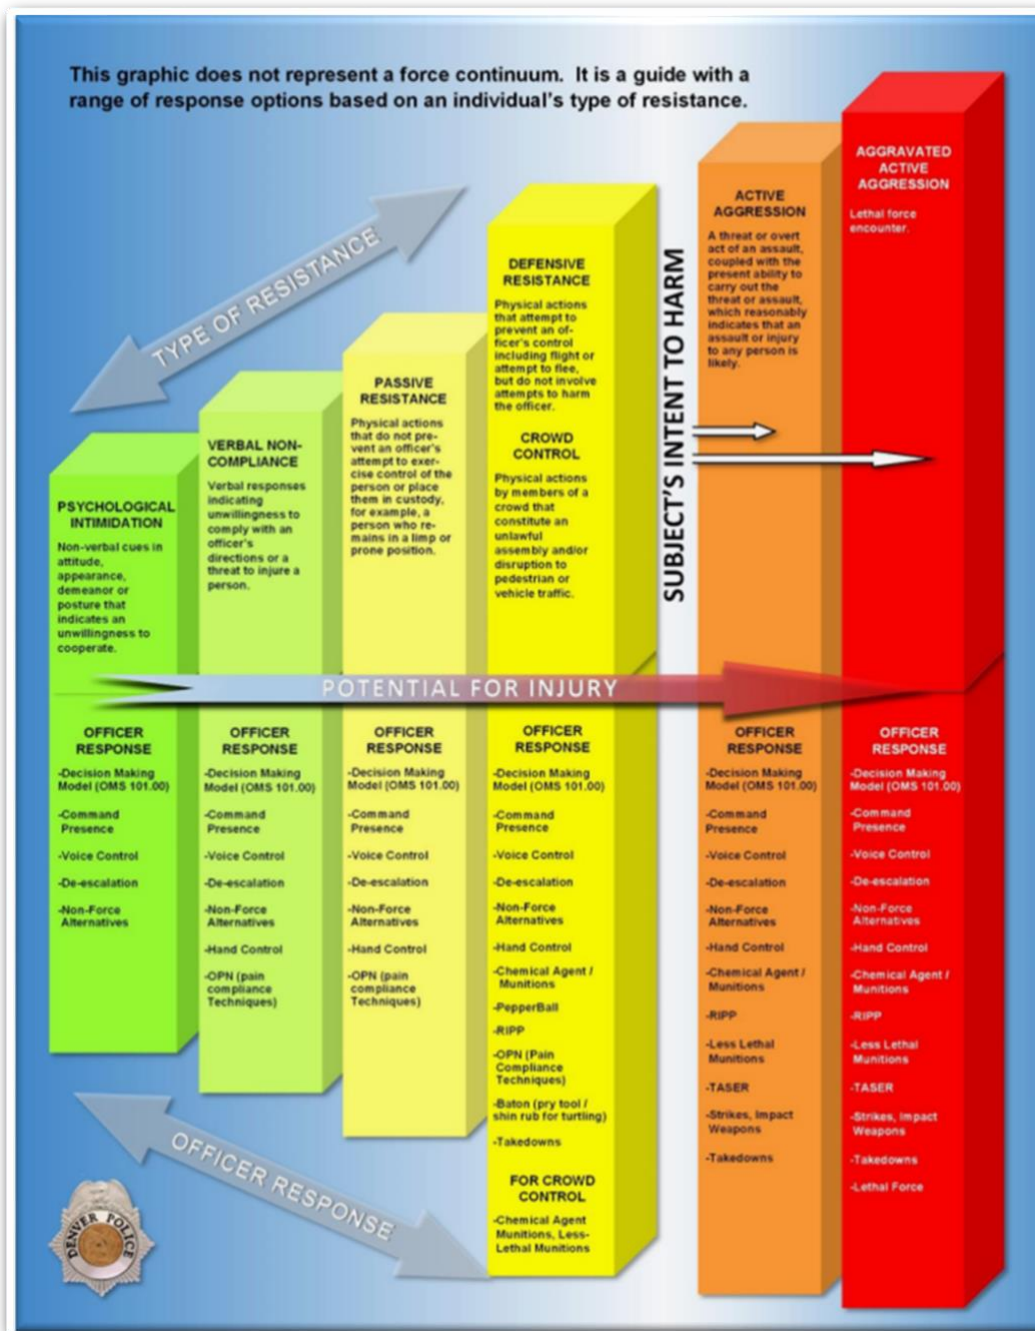 This graphic does not represent a force continuum. It is a guide with a
range of response options based on an individual's type of resistance.
TYPE OF RESISTANCE
PSYCHOLOGICAL
INTIMIDATION
Non-verbal cues in
attitude,
appearance,
demeanor or
posture that
indicates an
unwillingness to
cooperate.
VERBAL NON-
COMPLIANCE
Verbal responses
indicating
unwillingness to
comply with an
officer's
directions or a
threat to injure a
person.
PASSIVE
RESISTANCE
Physical actions
that do not pre-
vent an officer's
attempt to exer-
cise control of the
person or place
them in custody,
for example, a
person who re-
mains in a limp or
prone position.
DEFENSIVE
RESISTANCE
Physical actions
that attempt to
prevent an of-
ficer's control
including flight or
attempt to flee,
but do not involve
attempts to harm
the officer.
CROWD
CONTROL
Physical actions
by members of a
crowd that
constitute an
unlawful
assembly and/or
disruption to
pedestrian or
vehicle traffic.
SUBJECT'S INTENT TO HARM
ACTIVE
AGGRESSION
A threat or overt
act of an assault,
coupled with the
present ability to
carry out the
threat or assault,
which reasonably
indicates that an
assault or injury
to any person is
likely.
AGGRAVATED
ACTIVE
AGGRESSION
Lethal force
encounter.
POTENTIAL FOR INJURY
OFFICER
RESPONSE
-Decision Making
Model (OMS 101.00)
-Command
Presence
-Voice Control
-De-escalation
-Non-Force
Alternatives
OFFICER
RESPONSE
-Decision Making
Model (OMS 101.00)
-Command
Presence
-Voice Control
-De-escalation
-Non-Force
Alternatives
-Hand Control
-OPN (pain
compliance
Techniques)
OFFICER
RESPONSE
-Decision Making
Model (OMS 101.00)
-Command
Presence
-Voice Control
-De-escalation
-Non-Force
Alternatives
-Hand Control
-OPN (pain
compliance
Techniques)
OFFICER
RESPONSE
-Decision Making
Model (OMS 101.00)
-Command
Presence
-Voice Control
-De-escalation
-Non-Force
Alternatives
-Hand Control
-Chemical Agent /
Munitions
-PepperBall
-RIPP
-OPN (Pain
Compliance
Techniques)
-Baton (pry tool /
shin rub for turtling)
-Takedowns
FOR CROWD
CONTROL
-Chemical Agent
Munitions, Less-
Lethal Munitions
OFFICER
RESPONSE
-Decision Making
Model (OMS 101.00)
-Command
Presence
-Voice Control
-De-escalation
-Non-Force
Alternatives
-Hand Control
-Chemical Agent /
Munitions
-RIPP
-Less Lethal
Munitions
-TASER
-Strikes, Impact
Weapons
-Takedowns
OFFICER
RESPONSE
-Decision Making
Model (OMS 101.00)
-Command
Presence
-Voice Control
-De-escalation
-Non-Force
Alternatives
-Hand Control
-Chemical Agent /
Munitions
-RIPP
-Less Lethal
Munitions
-TASER
-Strikes, Impact
Weapons
-Takedowns
-Lethal Force
OFFICER RESPONSE
DENVER POLICE